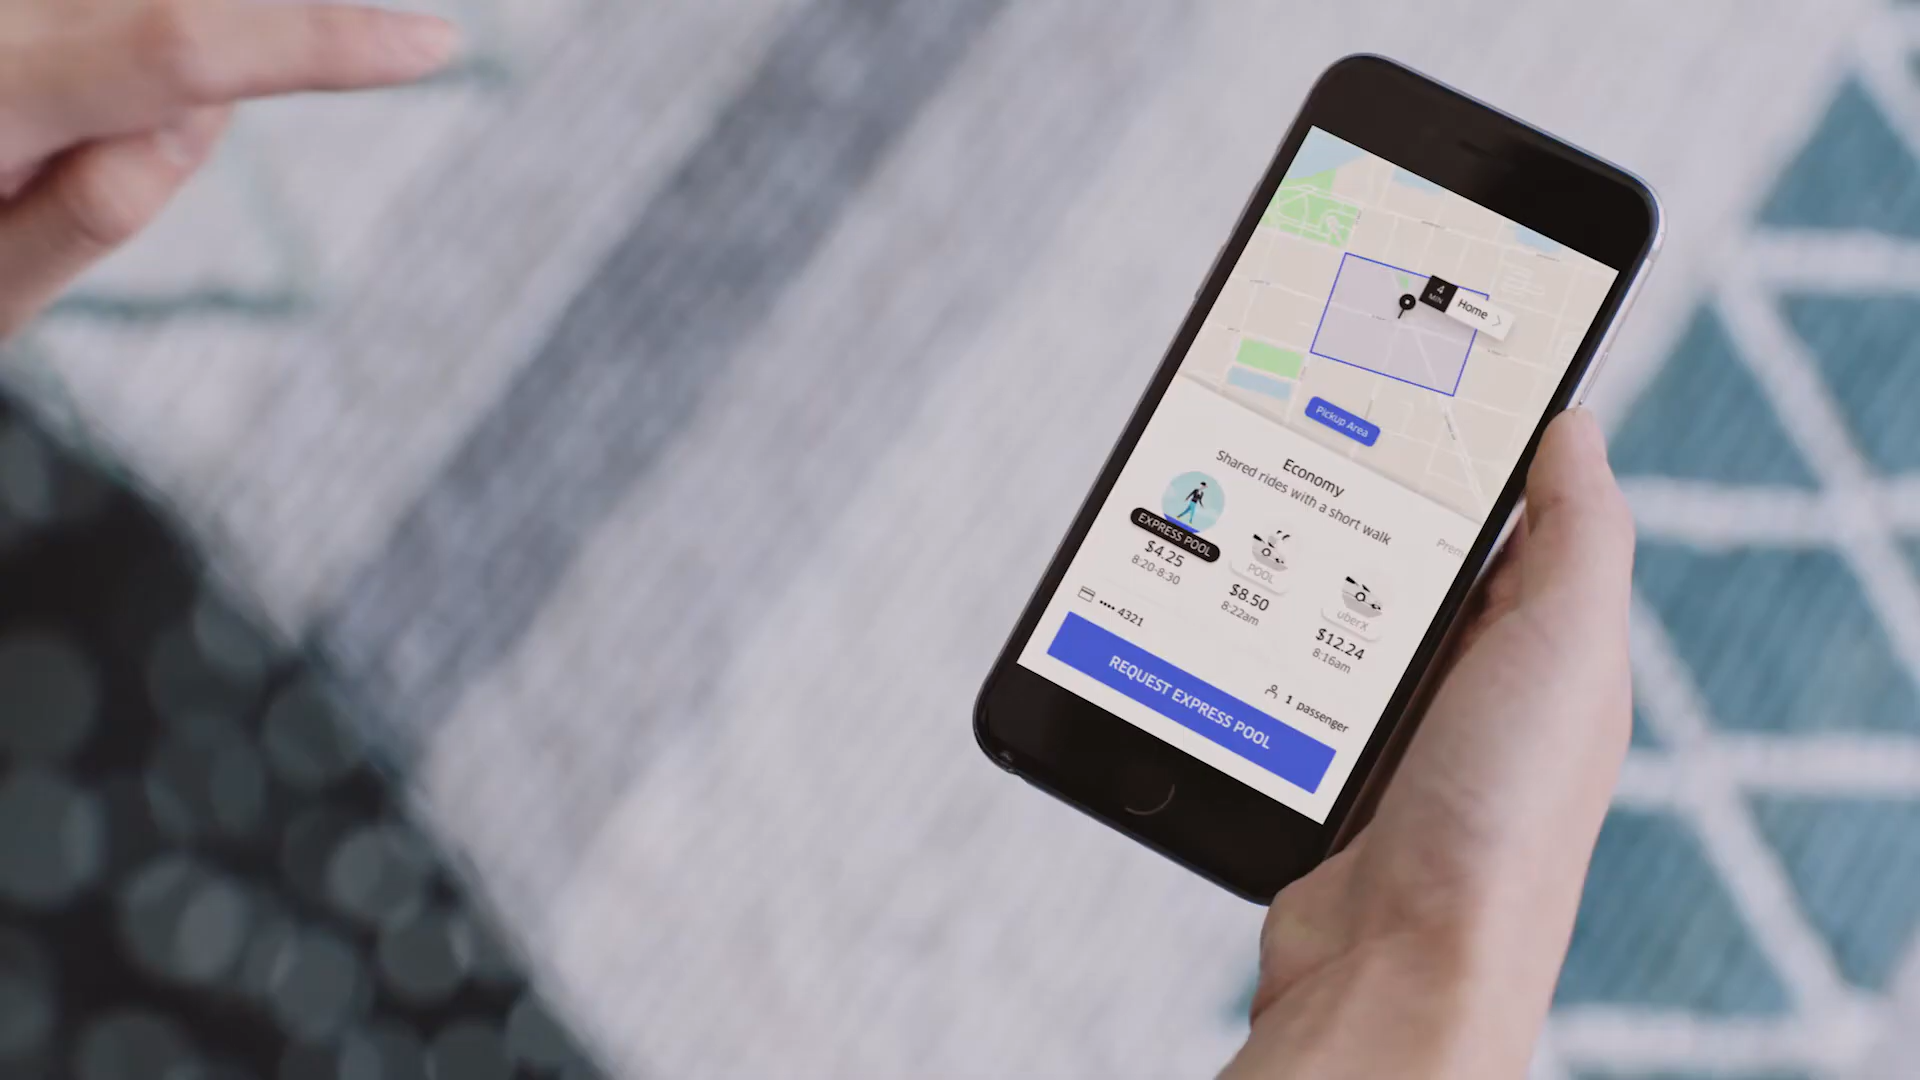 4
MIN
Home
Pickup Area
Economy
Shared rides with a short walk
Prem
EXPRESS POOL
$4.25
8:20-8:30
POOL
$8.50
8:22am
uberX
$12.24
8:16am
•••• 4321
1 passenger
REQUEST EXPRESS POOL